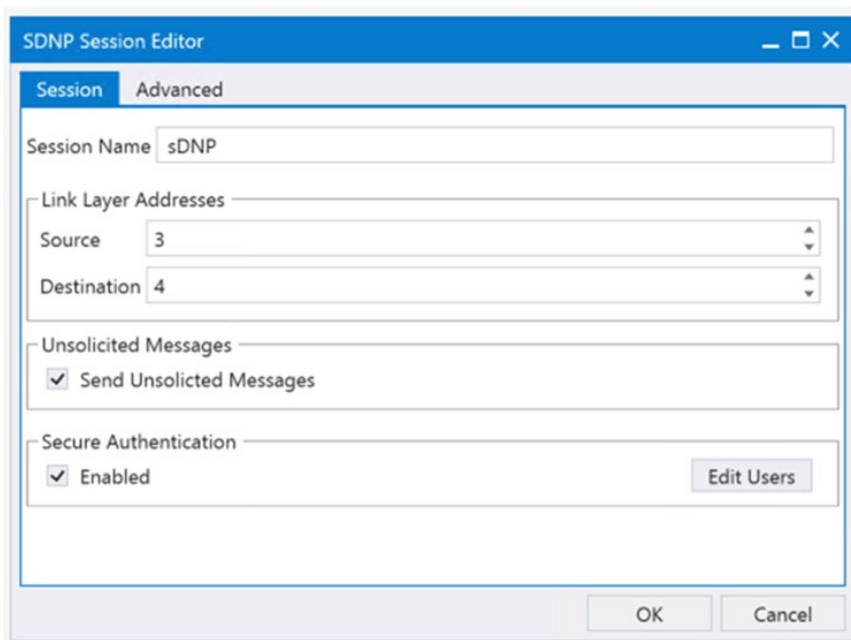 SDNP Session Editor
Session Advanced
Session Name sDNP
Link Layer Addresses
Source 3
Destination 4
Unsolicited Messages
Send Unsolicted Messages
Secure Authentication
Enabled Edit Users
OK Cancel